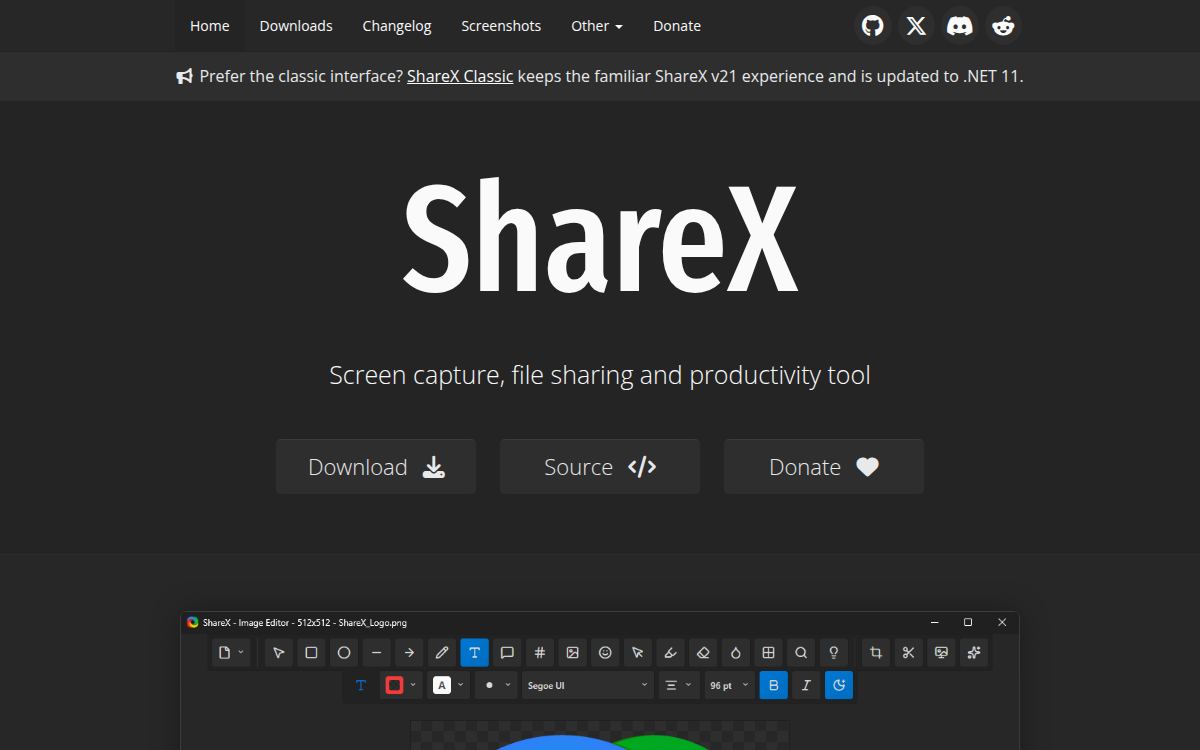 Home Downloads Changelog Screenshots Other Donate
Prefer the classic interface? ShareX Classic keeps the familiar ShareX v21 experience and is updated to .NET 11.
ShareX
Screen capture, file sharing and productivity tool
Download Source Donate
ShareX - Image Editor - 512x512 - ShareX_Logo.png
T A Segoe UI 96 pt B I